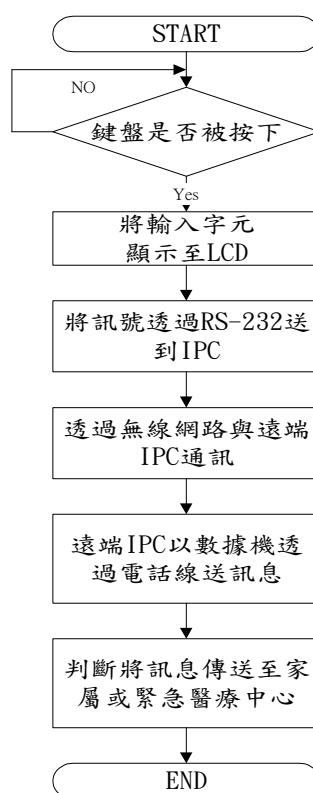 START
NO
鍵盤是否被按下
Yes
將輸入字元
顯示至LCD
將訊號透過RS-232送
到IPC
透過無線網路與遠端
IPC通訊
遠端IPC以數據機透
過電話線送訊息
判斷將訊息傳送至家
屬或緊急醫療中心
END